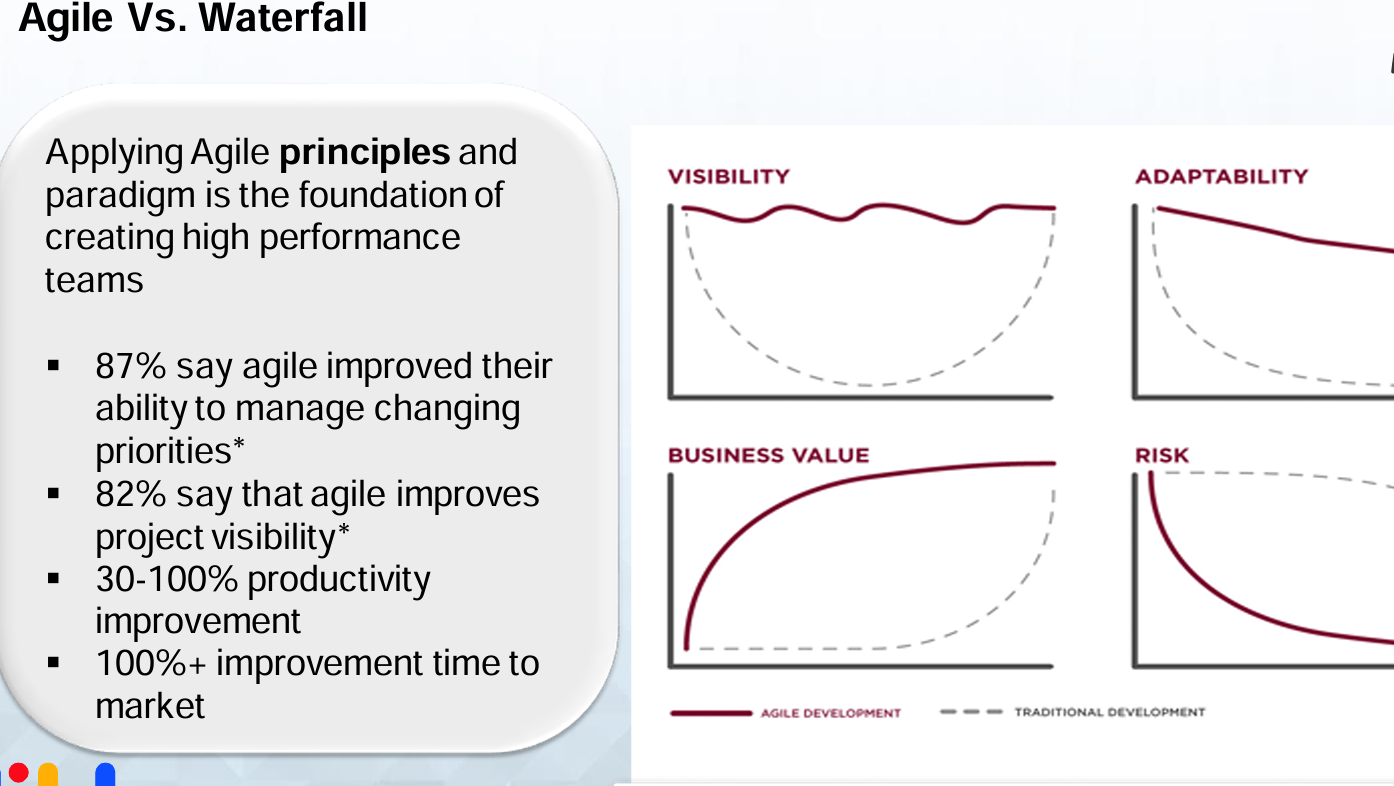 Agile Vs. Waterfall
Applying Agile principles and
paradigm is the foundation of
creating high performance
teams
▪ 87% say agile improved their
ability to manage changing
priorities*
▪ 82% say that agile improves
project visibility*
▪ 30-100% productivity
improvement
▪ 100%+ improvement time to
market
VISIBILITY
ADAPTABILITY
BUSINESS VALUE
RISK
AGILE DEVELOPMENT
TRADITIONAL DEVELOPMENT